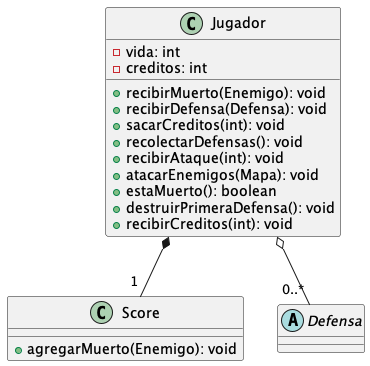 C Jugador
vida: int
creditos: int
recibirMuerto(Enemigo): void
recibirDefensa(Defensa): void
sacarCreditos(int): void
recolectarDefensas(): void
recibirAtaque(int): void
atacarEnemigos(Mapa): void
estaMuerto(): boolean
destruirPrimeraDefensa(): void
recibirCreditos(int): void
1
0..*
C Score
agregarMuerto(Enemigo): void
A Defensa